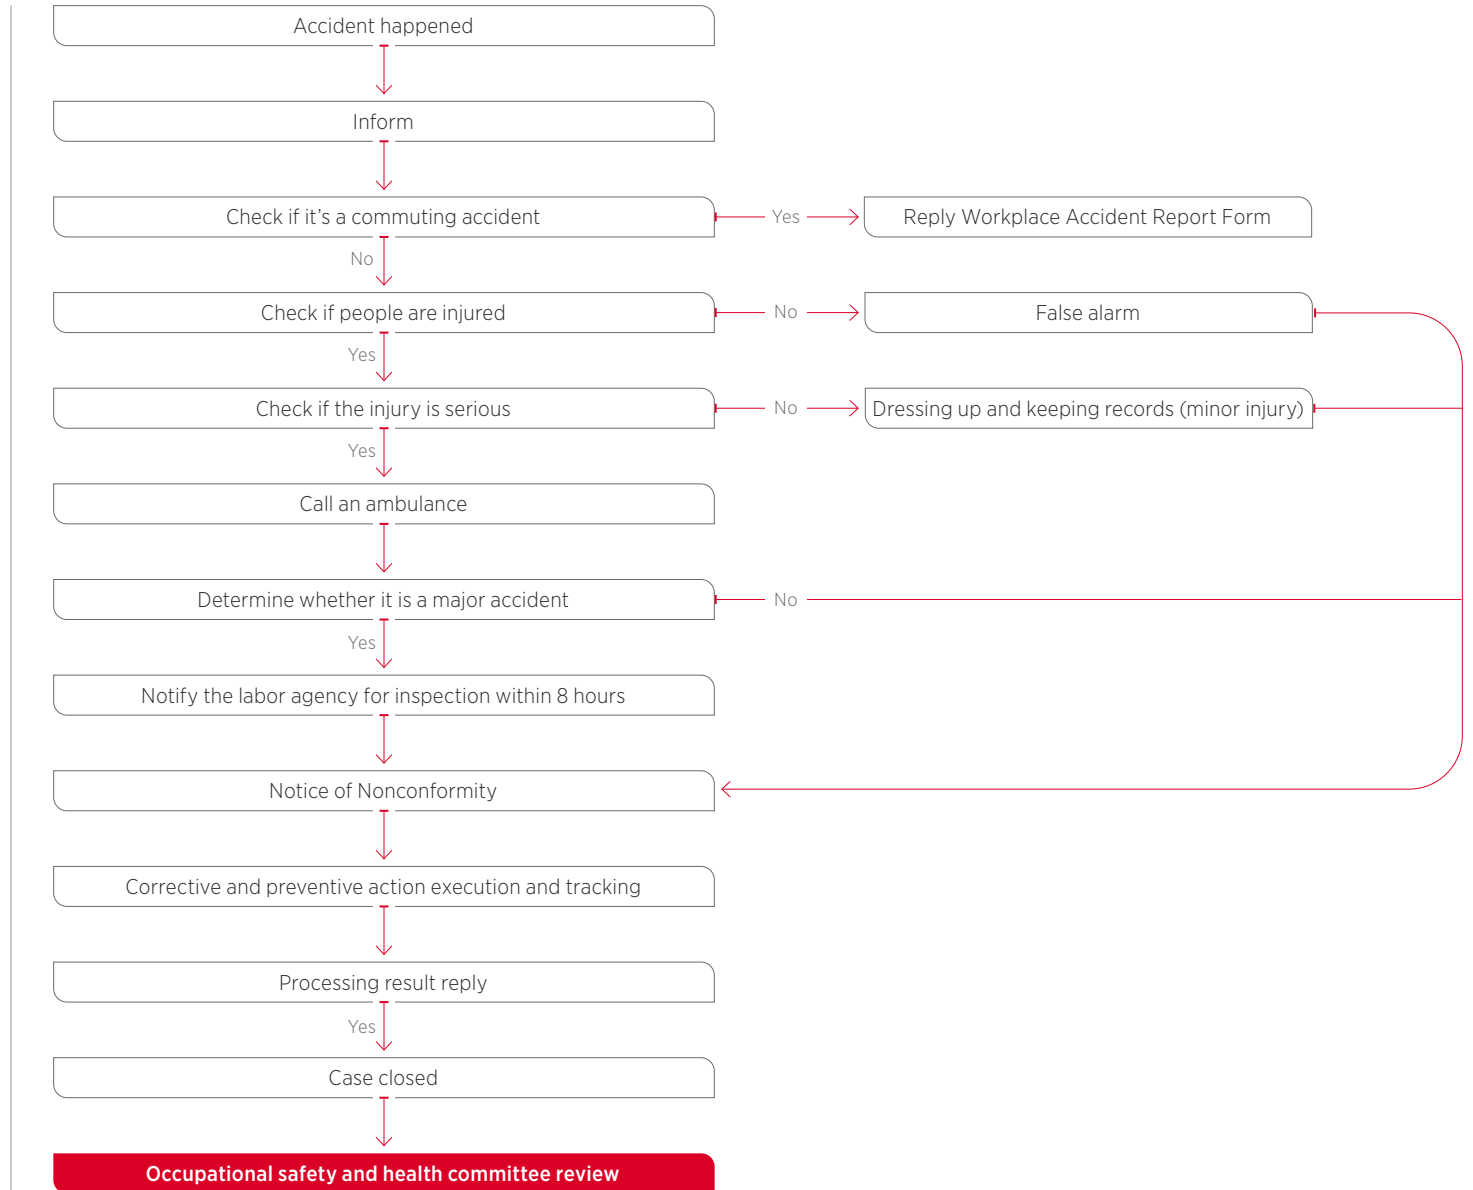 Accident happened
Inform
Check if it’s a commuting accident
Yes
Reply Workplace Accident Report Form
No
Check if people are injured
No
False alarm
Yes
Check if the injury is serious
No
Dressing up and keeping records (minor injury)
Yes
Call an ambulance
Determine whether it is a major accident
No
Yes
Notify the labor agency for inspection within 8 hours
Notice of Nonconformity
Corrective and preventive action execution and tracking
Processing result reply
Yes
Case closed
Occupational safety and health committee review